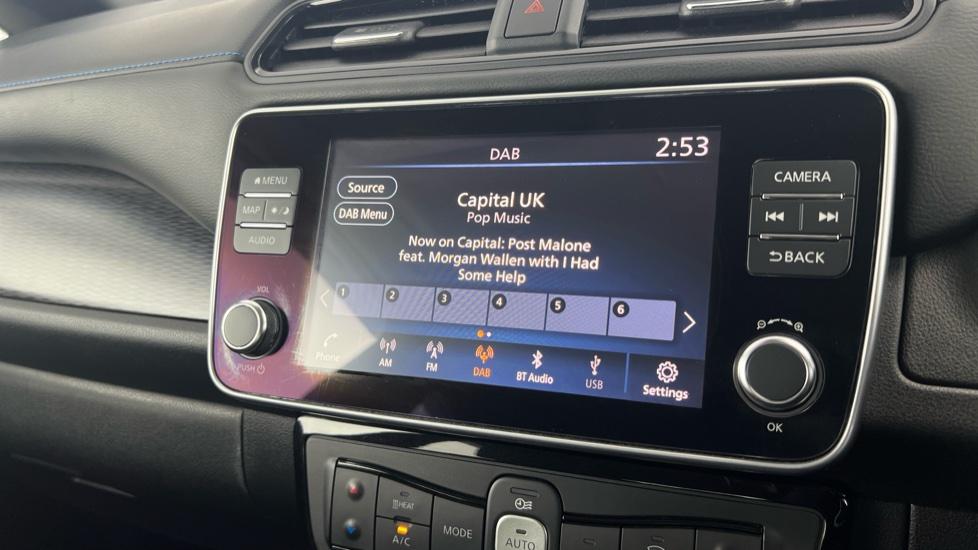 DAB
2:53
Source
DAB Menu
Capital UK
Pop Music
Now on Capital: Post Malone
feat. Morgan Wallen with I Had
Some Help
1 2 3 4 5 6
Phone
AM
FM
DAB
BT Audio
USB
Settings
MENU
MAP
AUDIO
VOL
PUSH
CAMERA
BACK
OK
HEAT
A/C
MODE
AUTO